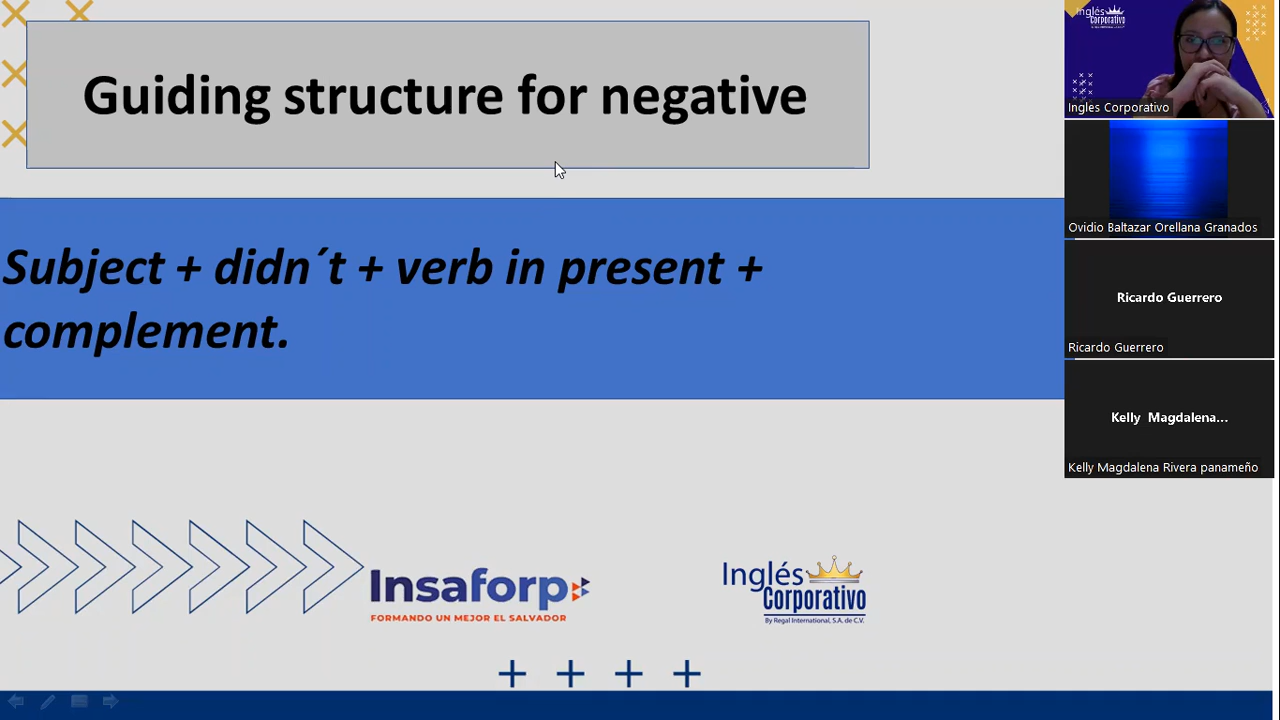 Guiding structure for negative
Subject + didn´t + verb in present +
complement.
Insaforp
FORMANDO UN MEJOR EL SALVADOR
Inglés
Corporativo
By Regal International, S.A. de C.V.
Inglés
Corporativo
Ingles Corporativo
Ovidio Baltazar Orellana Granados
Ricardo Guerrero
Ricardo Guerrero
Kelly Magdalena...
Kelly Magdalena Rivera panameño